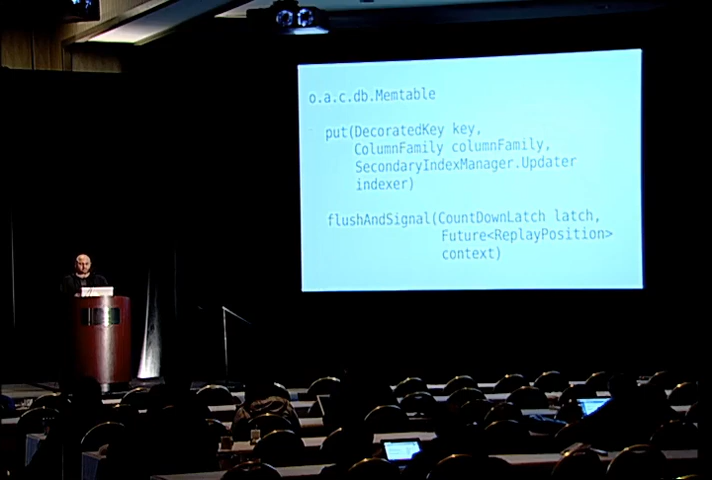 o.a.c.db.Memtable
put(DecoratedKey key,
ColumnFamily columnFamily,
SecondaryIndexManager.Updater
indexer)
flushAndSignal(CountDownLatch latch,
Future<ReplayPosition>
context)